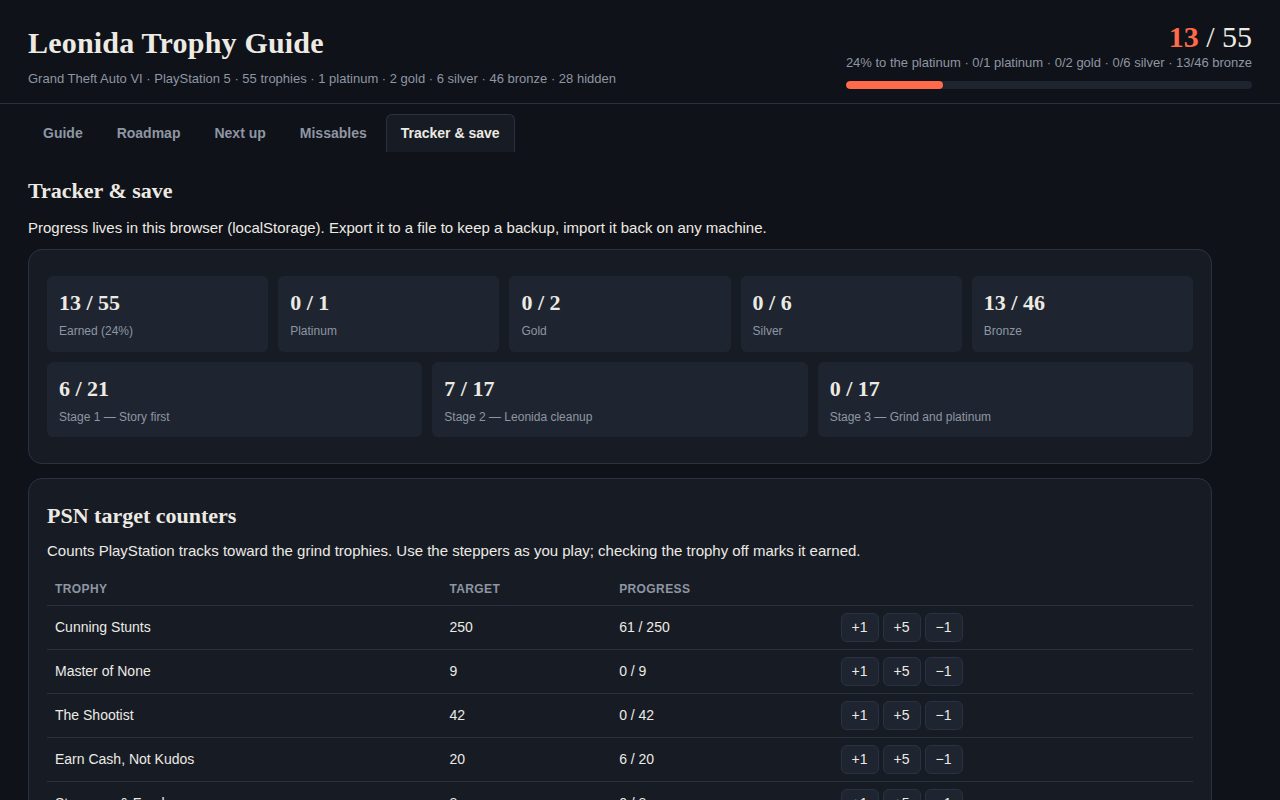 Leonida Trophy Guide
13 / 55
Grand Theft Auto VI · PlayStation 5 · 55 trophies · 1 platinum · 2 gold · 6 silver · 46 bronze · 28 hidden
24% to the platinum · 0/1 platinum · 0/2 gold · 0/6 silver · 13/46 bronze
Guide Roadmap Next up Missables Tracker & save
Tracker & save
Progress lives in this browser (localStorage). Export it to a file to keep a backup, import it back on any machine.
13 / 55 0 / 1 0 / 2 0 / 6 13 / 46
Earned (24%) Platinum Gold Silver Bronze
6 / 21 7 / 17 0 / 17
Stage 1 — Story first Stage 2 — Leonida cleanup Stage 3 — Grind and platinum
PSN target counters
Counts PlayStation tracks toward the grind trophies. Use the steppers as you play; checking the trophy off marks it earned.
TROPHY TARGET PROGRESS
Cunning Stunts 250 61 / 250 +1 +5 −1
Master of None 9 0 / 9 +1 +5 −1
The Shootist 42 0 / 42 +1 +5 −1
Earn Cash, Not Kudos 20 6 / 20 +1 +5 −1
+1 +5 −1